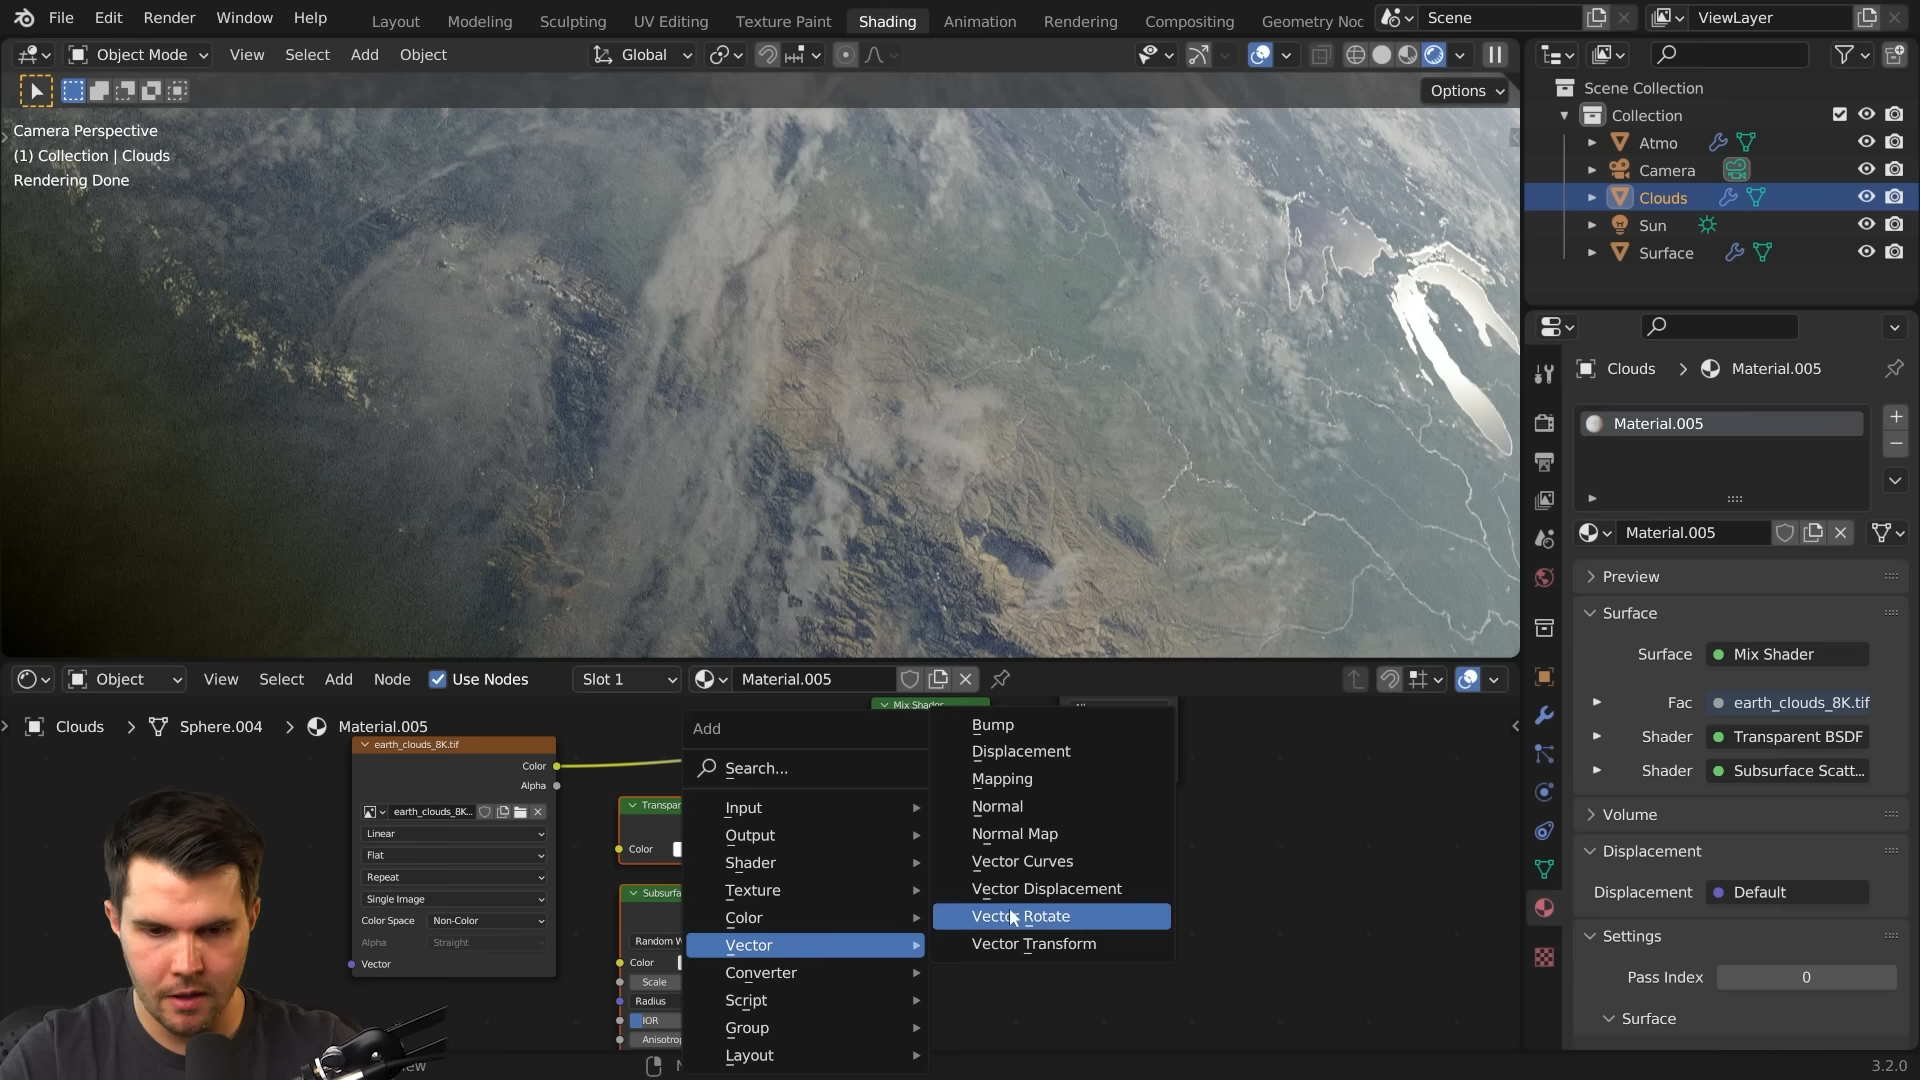 File Edit Render Window Help
Layout Modeling Sculpting UV Editing Texture Paint Shading Animation Rendering Compositing Geometry Noc
Scene
ViewLayer
Object Mode View Select Add Object
Global
Options
Camera Perspective
(1) Collection | Clouds
Rendering Done
Scene Collection
Collection
Atmo
Camera
Clouds
Sun
Surface
Clouds Material.005
Material.005
Material.005
Preview
Surface
Surface Mix Shader
Fac earth_clouds_8K.tif
Shader Transparent BSDF
Shader Subsurface Scatt...
Volume
Displacement
Displacement Default
Settings
Pass Index 0
Surface
Object View Select Add Node Use Nodes Slot 1 Material.005
Clouds Sphere.004 Material.005
earth_clouds_8K.tif
Color
Alpha
earth_clouds_8K...
Linear
Flat
Repeat
Single Image
Color Space Non-Color
Alpha Straight
Vector
Mix Shader
Transpar
Color
Subsurfa
Random W
Color
Scale
Radius
IOR
Anisotrop
Add
Search...
Input
Output
Shader
Texture
Color
Vector
Converter
Script
Group
Layout
Bump
Displacement
Mapping
Normal
Normal Map
Vector Curves
Vector Displacement
Vector Rotate
Vector Transform
3.2.0